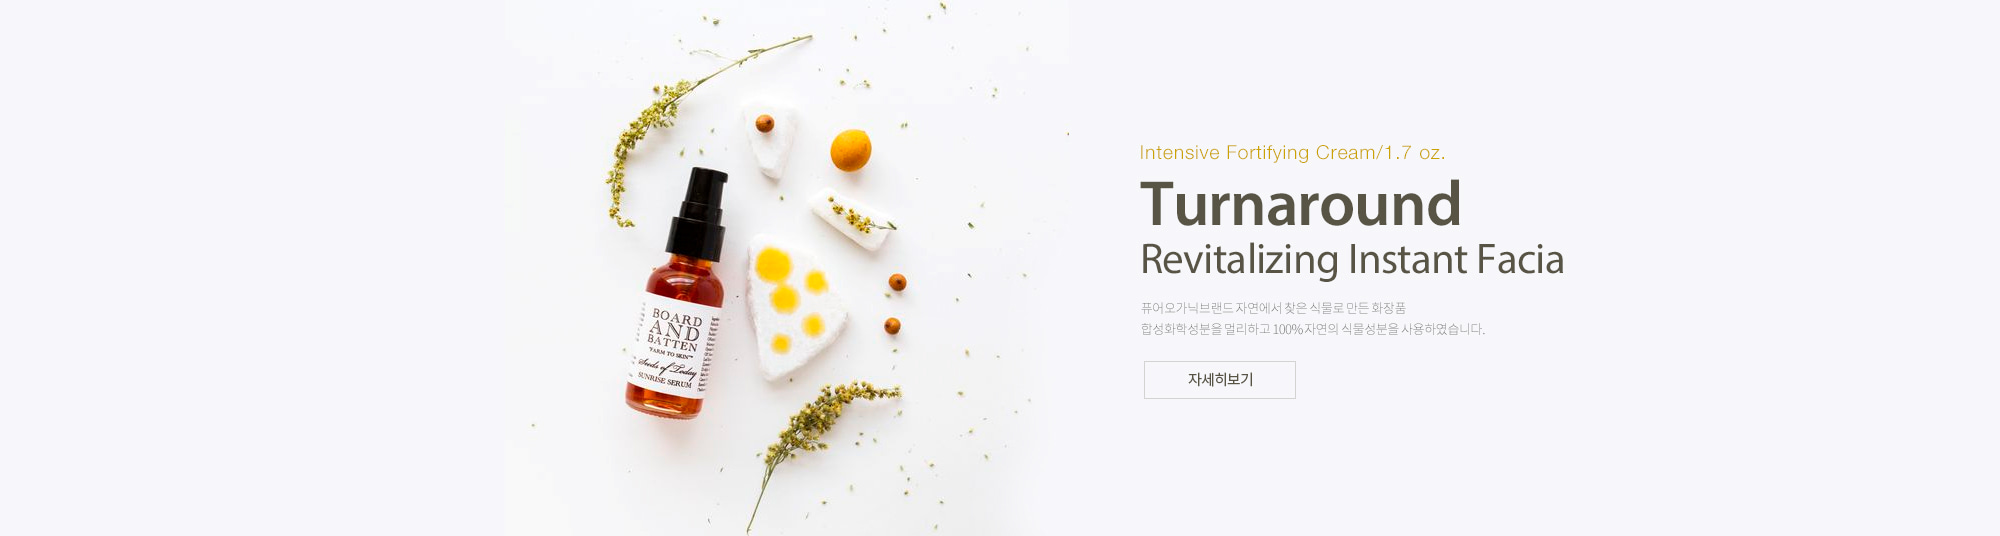 BOARD
AND
BATTEN
"FARM TO SKIN"™
Seeds of Today
SUNRISE SERUM
Intensive Fortifying Cream/1.7 oz.
Turnaround
Revitalizing Instant Facia
퓨어오가닉브랜드 자연에서 찾은 식물로 만든 화장품
합성화학성분을 멀리하고 100% 자연의 식물성분을 사용하였습니다.
자세히보기